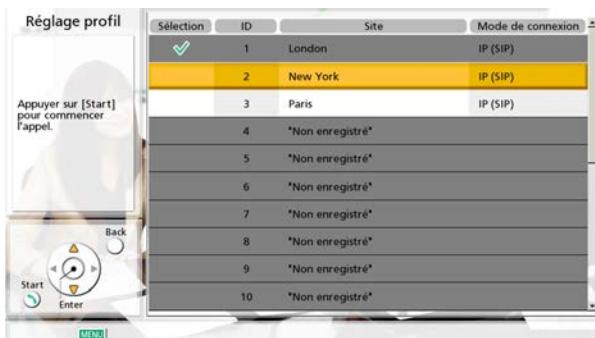 Réglage profil
Appuyer sur [Start]
pour commencer
l'appel.
Back
Start
Enter
MENU
Sélection ID Site Mode de connexion
1 London IP (SIP)
2 New York IP (SIP)
3 Paris IP (SIP)
4 "Non enregistré"
5 "Non enregistré"
6 "Non enregistré"
7 "Non enregistré"
8 "Non enregistré"
9 "Non enregistré"
10 "Non enregistré"